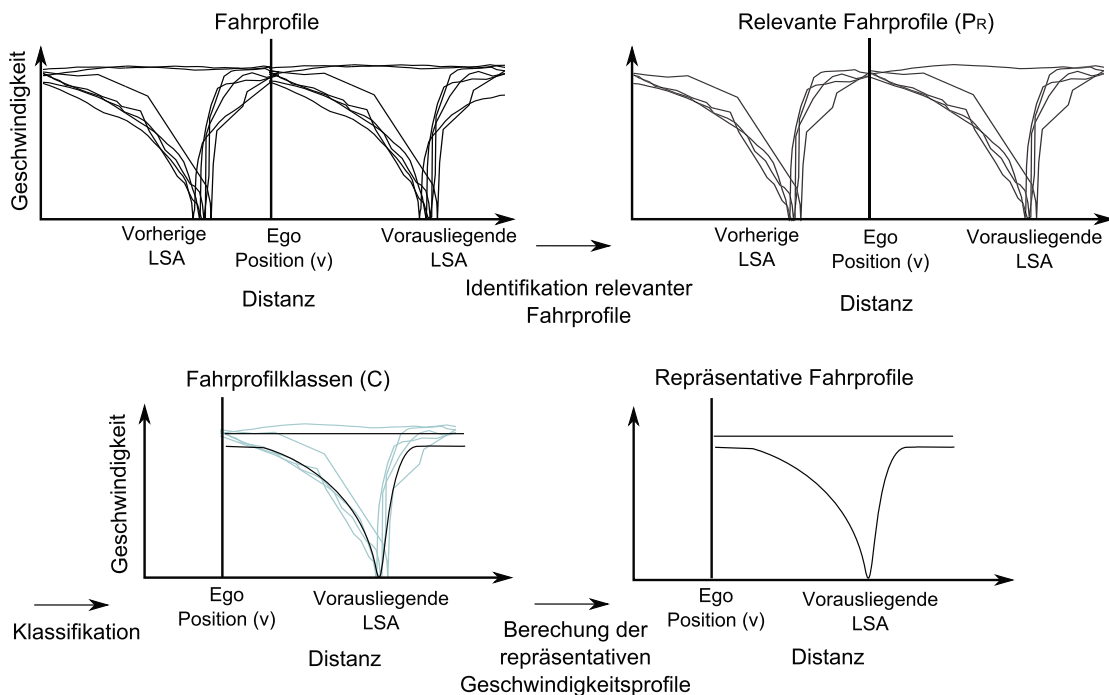 Fahrprofile
Geschwindigkeit
Vorherige
LSA
Ego
Position (v)
Vorausliegende
LSA
Distanz
Identifikation relevanter
Fahrprofile
Relevante Fahrprofile (PR)
Vorherige
LSA
Ego
Position (v)
Vorausliegende
LSA
Distanz
Klassifikation
Fahrprofilklassen (C)
Geschwindigkeit
Ego
Position (v)
Vorausliegende
LSA
Distanz
Berechung der
repräsentativen
Geschwindigkeitsprofile
Repräsentative Fahrprofile
Ego
Position (v)
Vorausliegende
LSA
Distanz